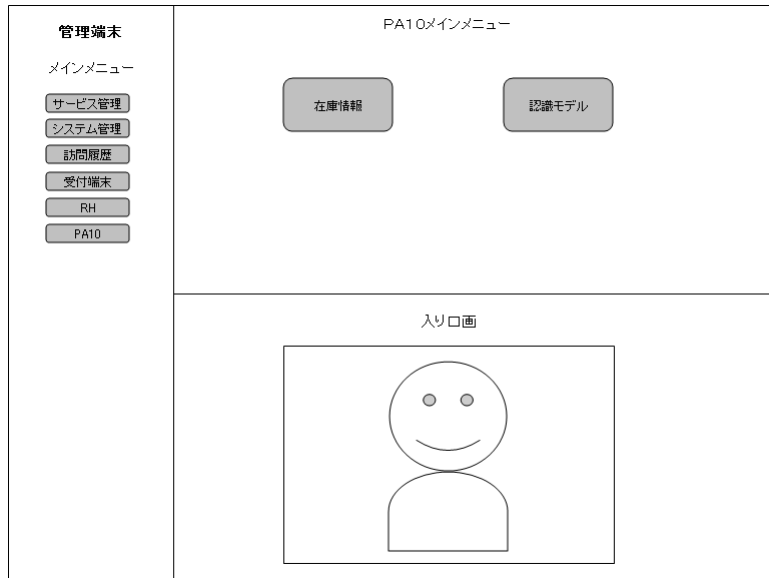 管理端末
メインメニュー
サービス管理
システム管理
訪問履歴
受付端末
RH
PA10
PA10メインメニュー
在庫情報
認識モデル
入り口画